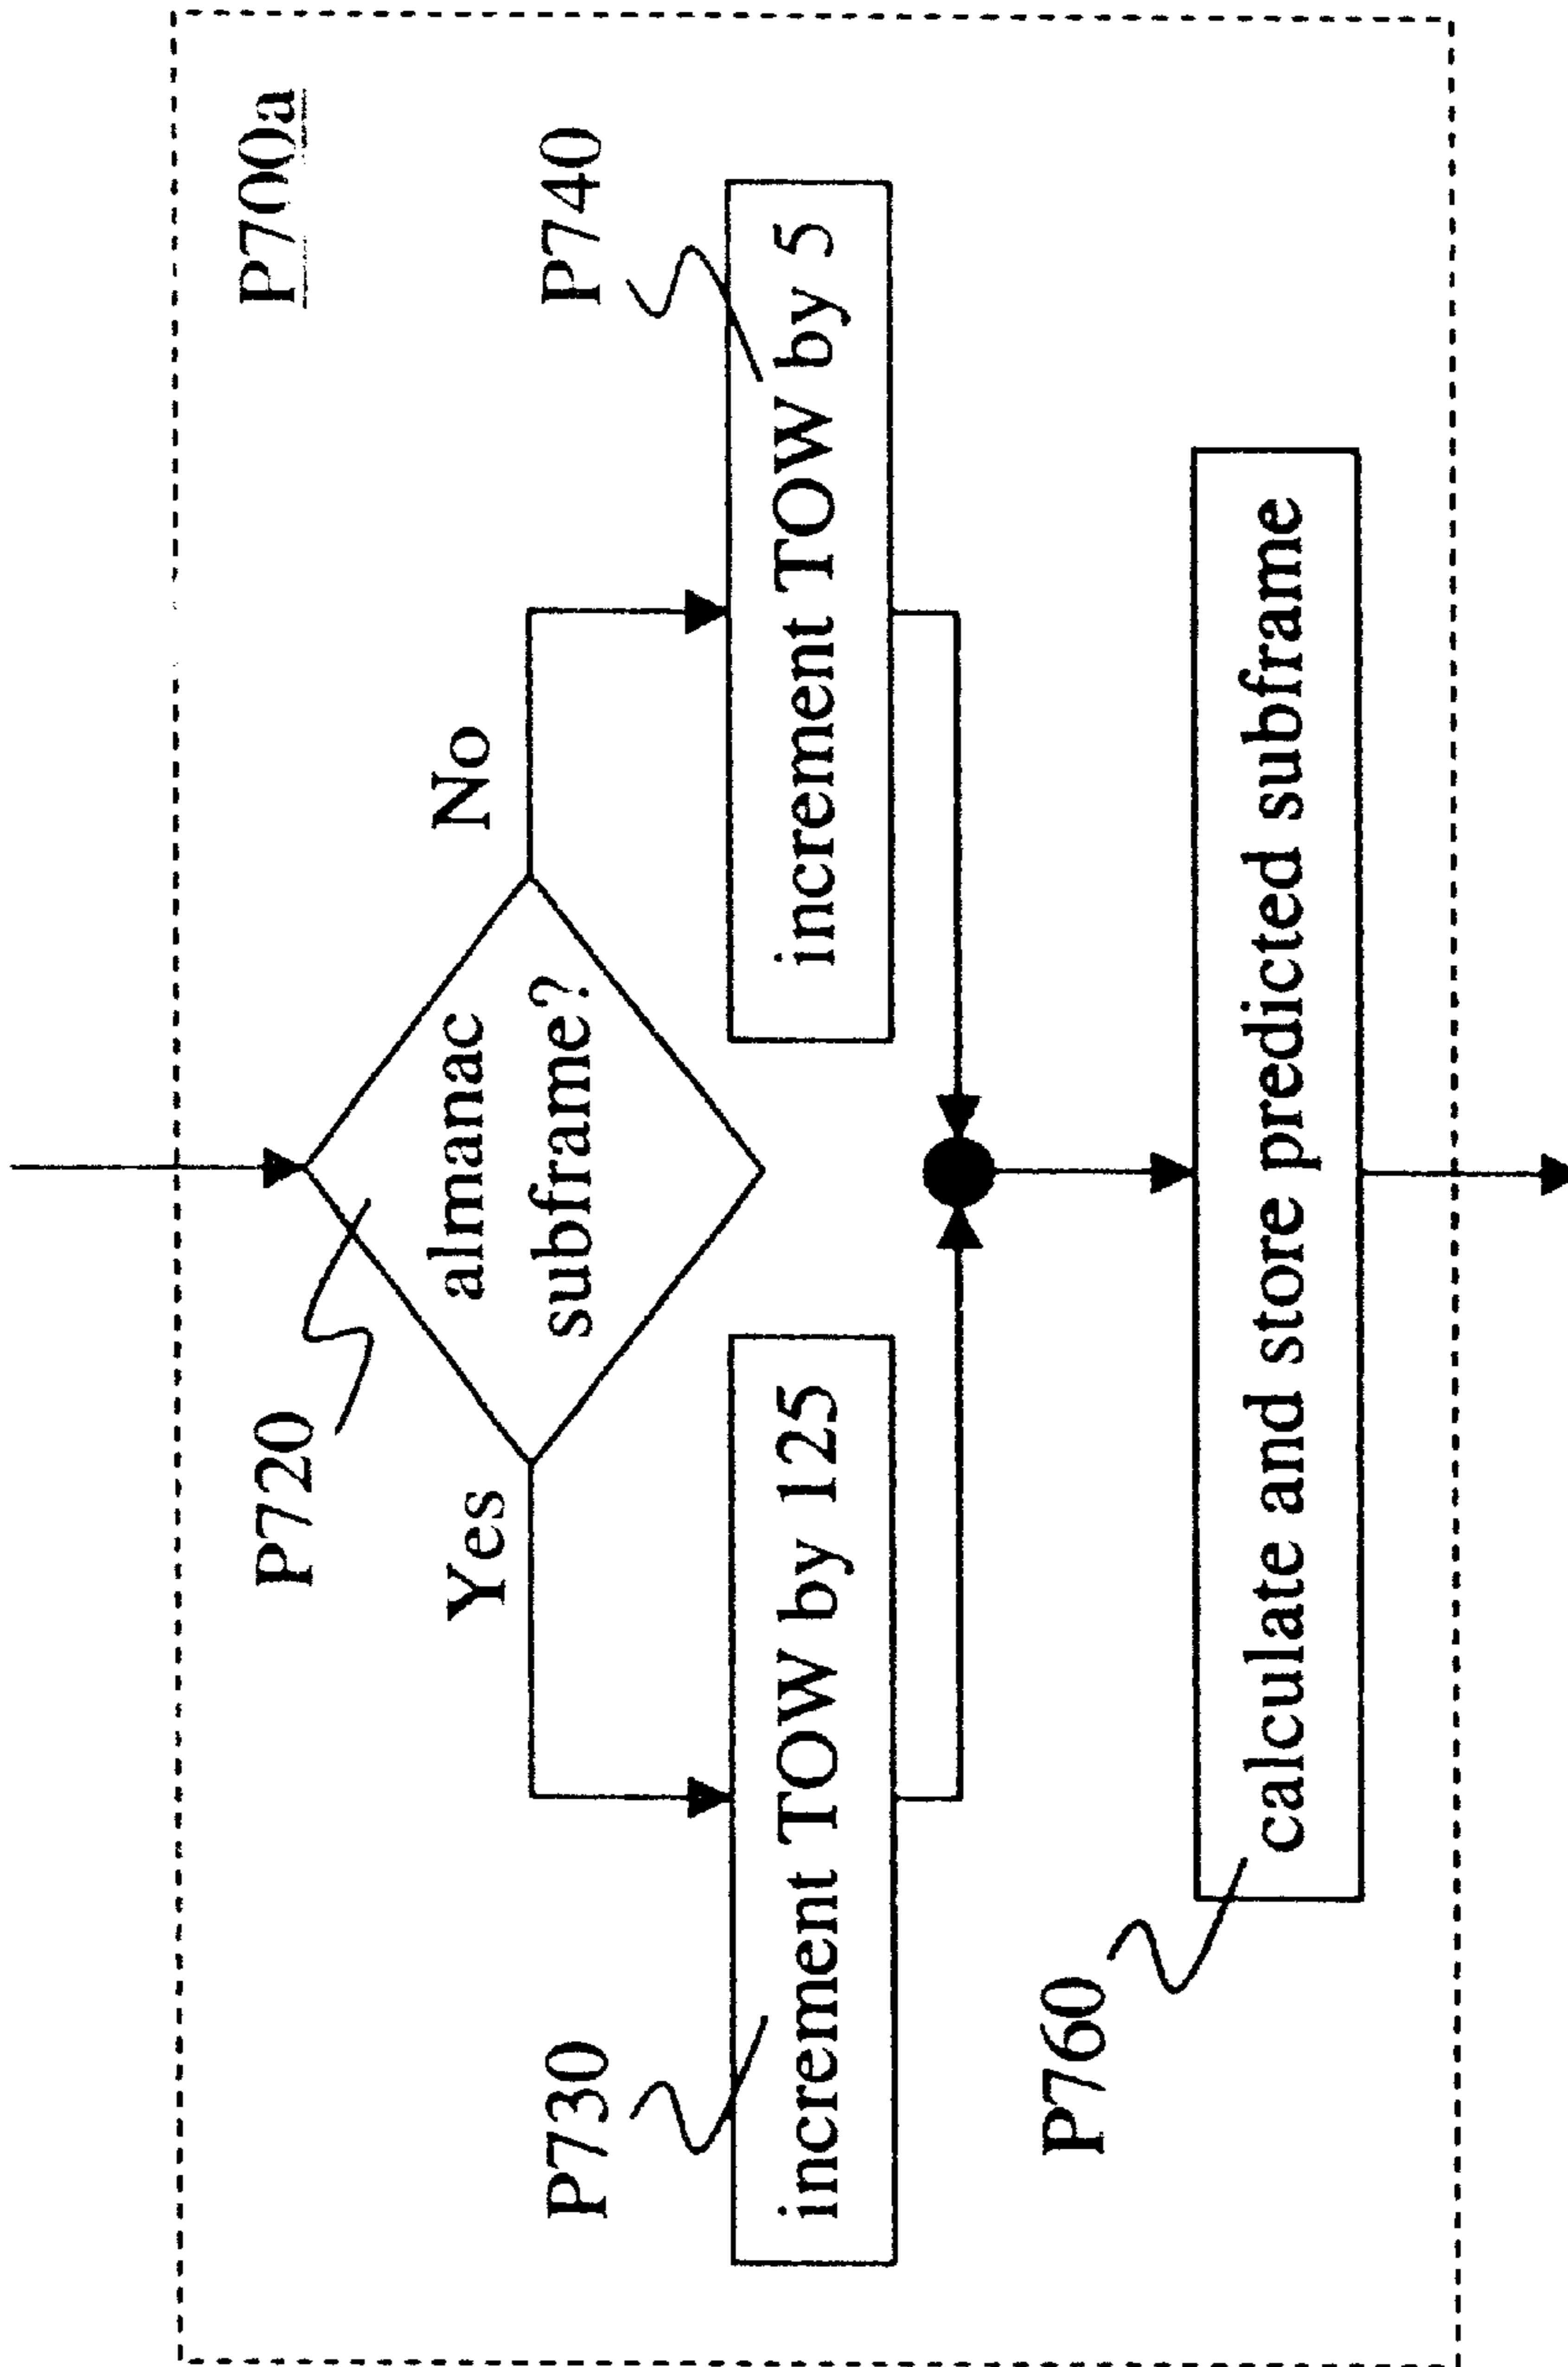 P700a
P720
almanac
subframe?
Yes
No
P730
P740
increment TOW by 125
increment TOW by 5
P760
calculate and store predicted subframe